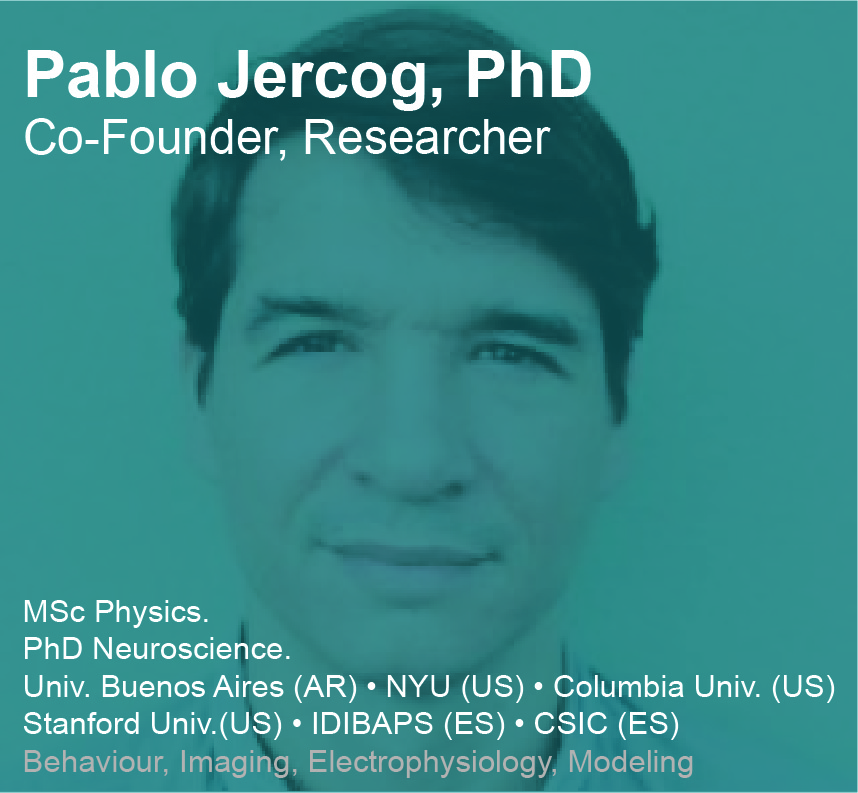 Pablo Jercog, PhD
Co-Founder, Researcher
MSc Physics.
PhD Neuroscience.
Univ. Buenos Aires (AR) • NYU (US) • Columbia Univ. (US)
Stanford Univ.(US) • IDIBAPS (ES) • CSIC (ES)
Behaviour, Imaging, Electrophysiology, Modeling